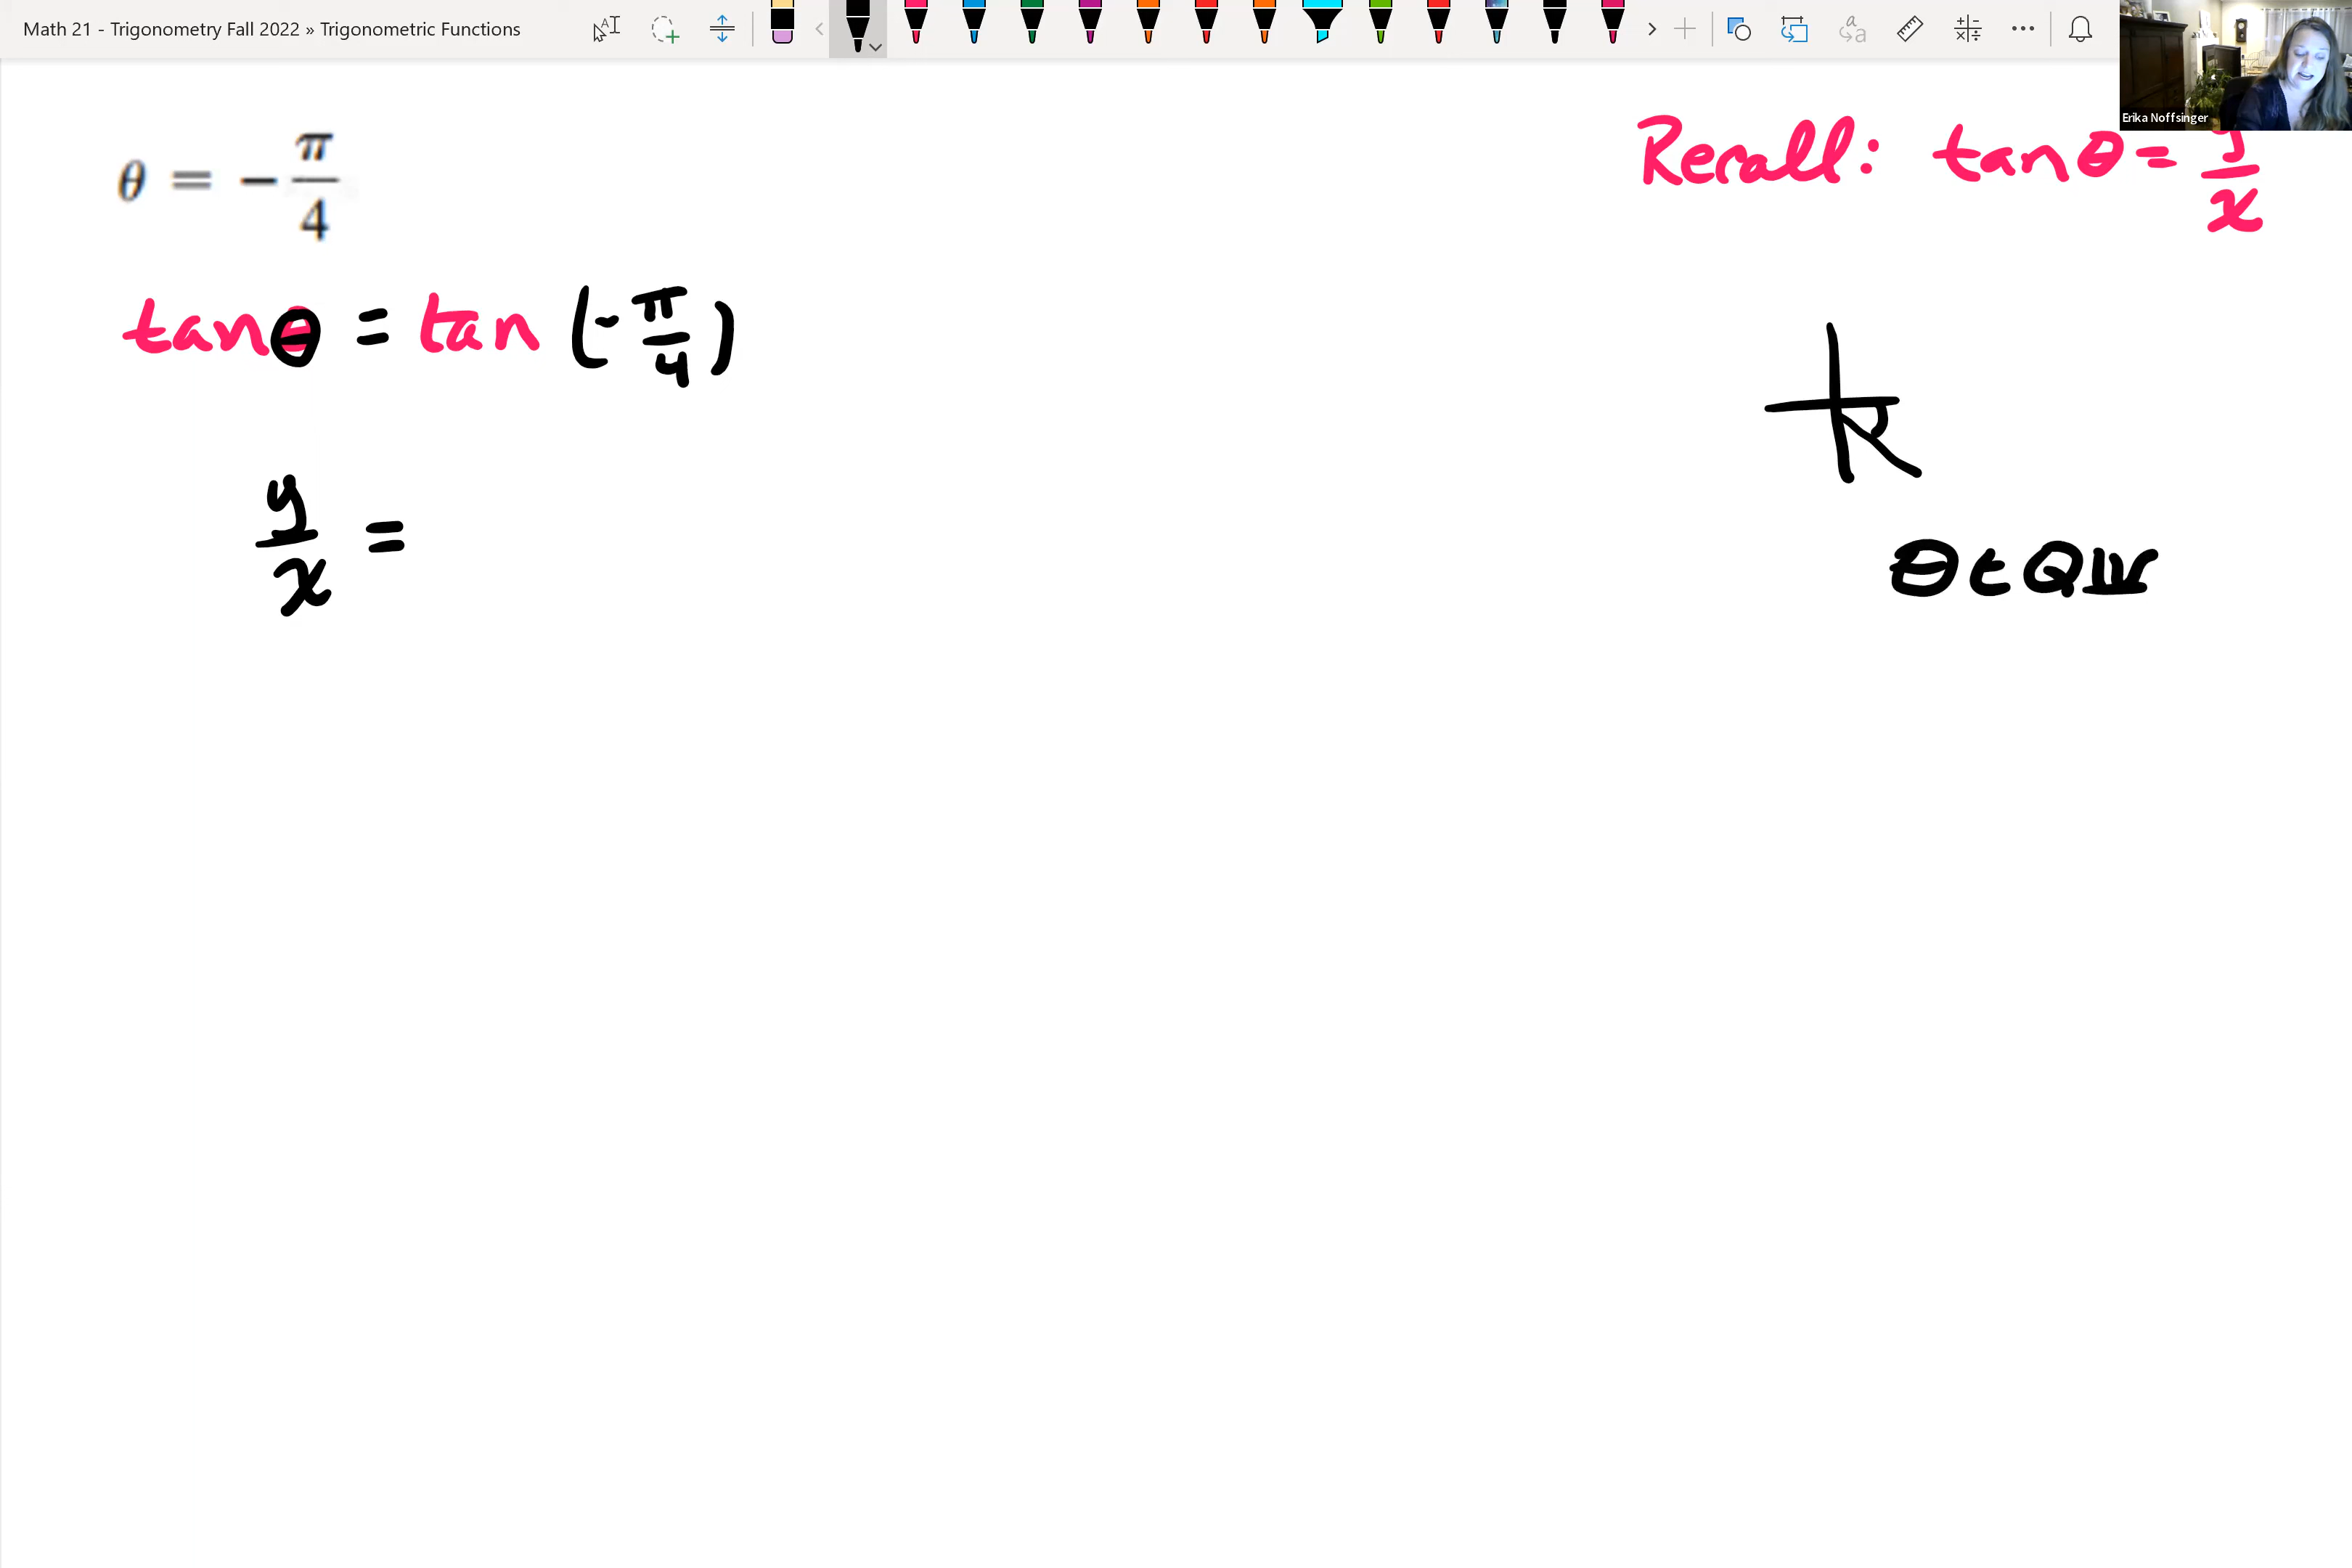 Math 21 - Trigonometry Fall 2022 » Trigonometric Functions
Erika Noffsinger
θ = -π/4
Recall: tanθ = y/x
tanθ = tan (-π/4)
y/x =
θ ∈ QIV